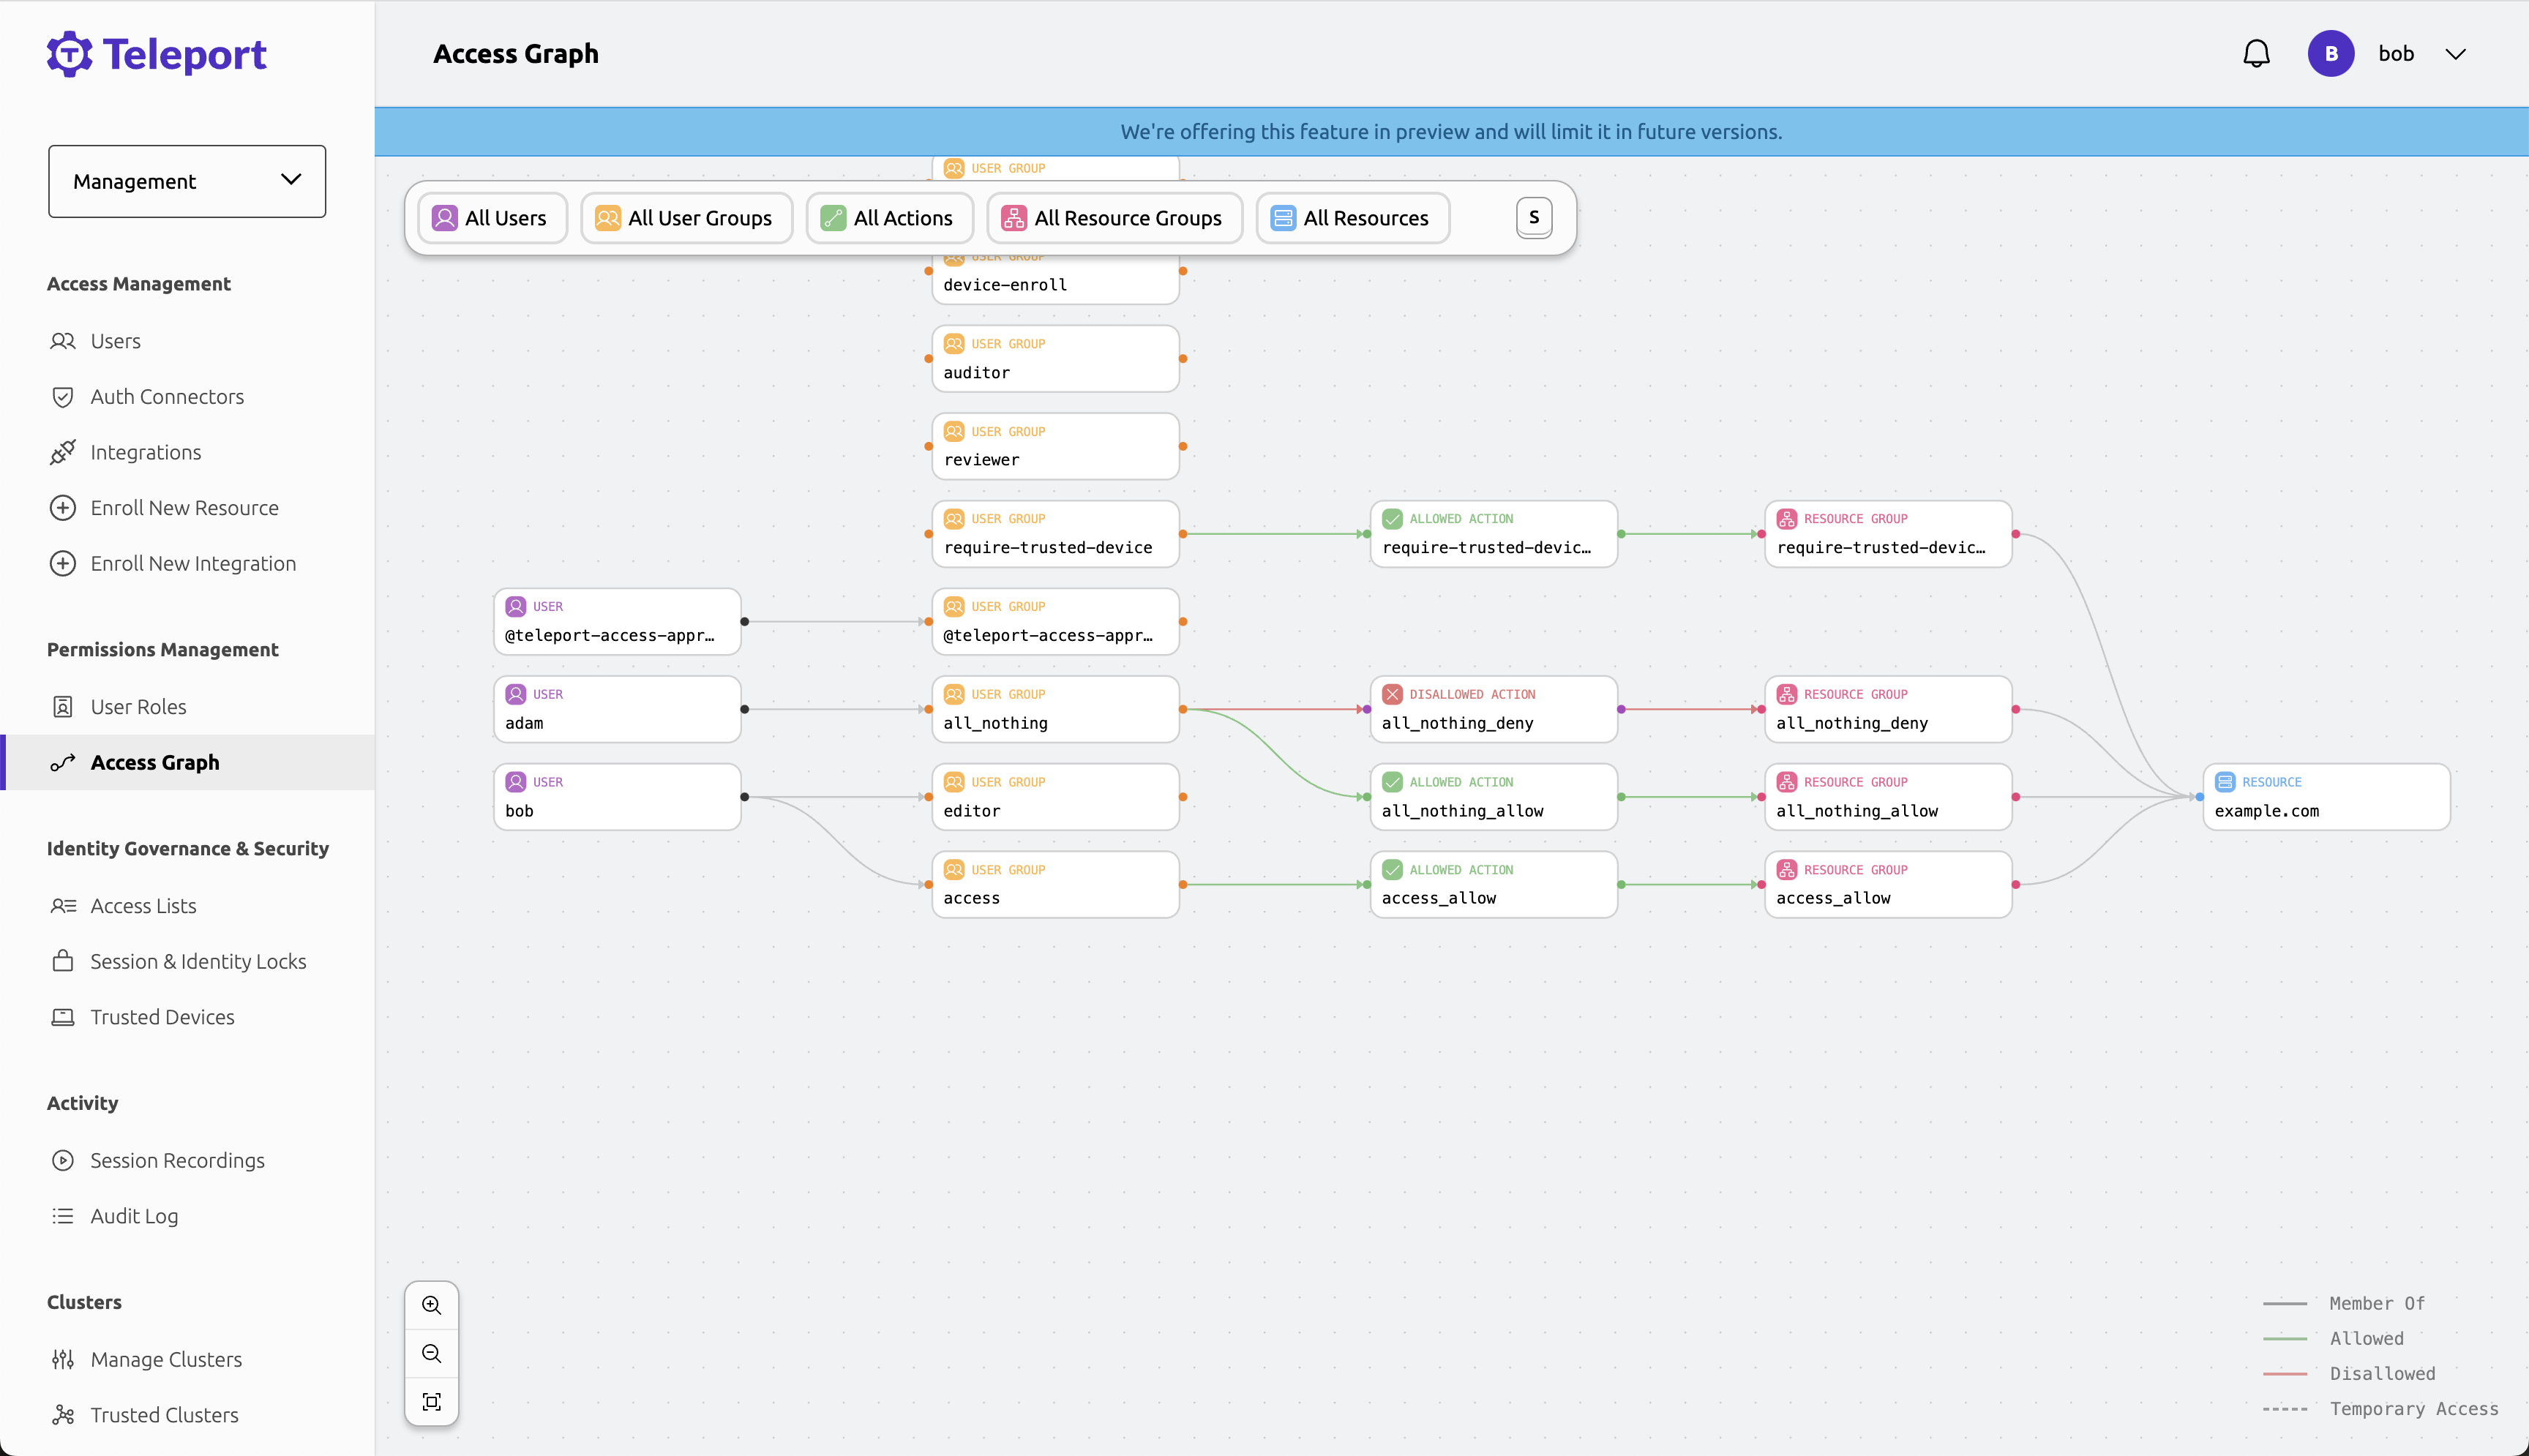 Teleport
Management
Access Management
Users
Auth Connectors
Integrations
Enroll New Resource
Enroll New Integration
Permissions Management
User Roles
Access Graph
Identity Governance & Security
Access Lists
Session & Identity Locks
Trusted Devices
Activity
Session Recordings
Audit Log
Clusters
Manage Clusters
Trusted Clusters
Access Graph
B
bob
We're offering this feature in preview and will limit it in future versions.
USER GROUP
All Users
All User Groups
All Actions
All Resource Groups
All Resources
S
USER GROUP
device-enroll
USER GROUP
auditor
USER GROUP
reviewer
USER GROUP
require-trusted-device
ALLOWED ACTION
require-trusted-devic…
RESOURCE GROUP
require-trusted-devic…
USER
@teleport-access-appr…
USER GROUP
@teleport-access-appr…
USER
adam
USER GROUP
all_nothing
DISALLOWED ACTION
all_nothing_deny
RESOURCE GROUP
all_nothing_deny
USER
bob
USER GROUP
editor
ALLOWED ACTION
all_nothing_allow
RESOURCE GROUP
all_nothing_allow
RESOURCE
example.com
USER GROUP
access
ALLOWED ACTION
access_allow
RESOURCE GROUP
access_allow
Member Of
Allowed
Disallowed
Temporary Access